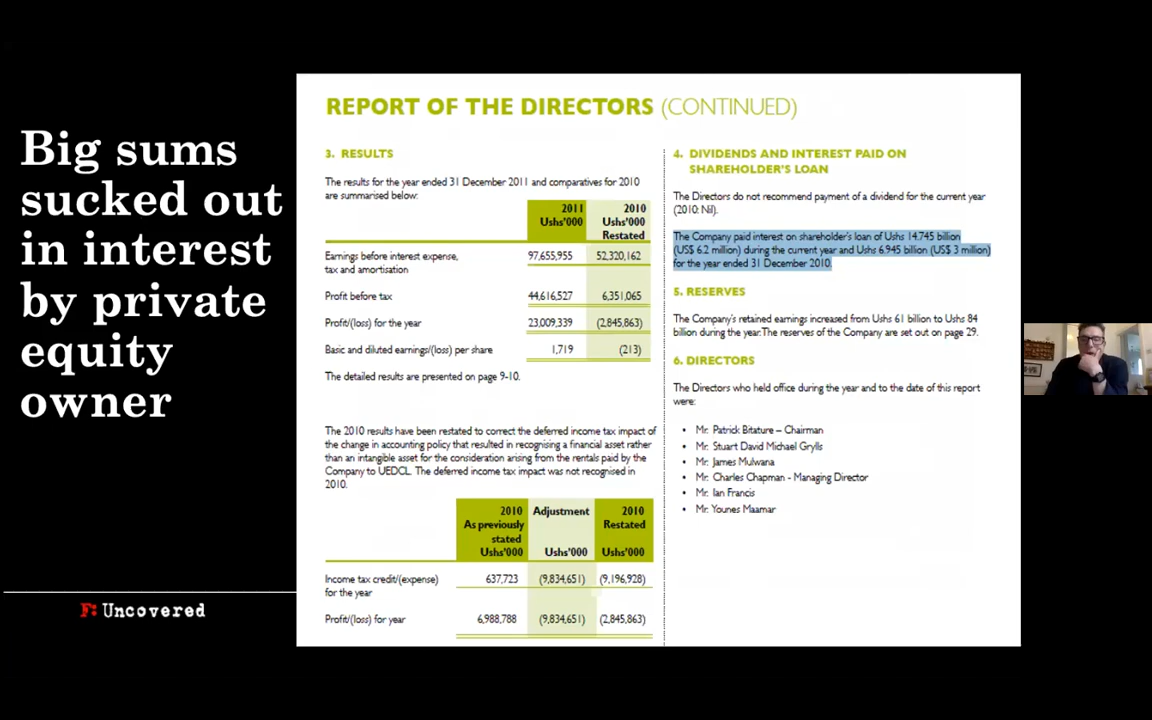 Big sums
sucked out
in interest
by private
equity
owner
F: Uncovered
REPORT OF THE DIRECTORS (CONTINUED)
3. RESULTS
The results for the year ended 31 December 2011 and comparatives for 2010
are summarised below:
2011 2010
Ushs'000 Ushs'000
Restated
Earnings before interest expense, 97,655,955 52,320,162
tax and amortisation
Profit before tax 44,616,527 6,351,065
Profit/(loss) for the year 23,009,339 (2,845,863)
Basic and diluted earnings/(loss) per share 1,719 (213)
The detailed results are presented on page 9-10.
The 2010 results have been restated to correct the deferred income tax impact of
the change in accounting policy that resulted in recognising a financial asset rather
than an intangible asset for the consideration arising from the rentals paid by the
Company to UEDCL. The deferred income tax impact was not recognised in
2010.
2010 Adjustment 2010
As previously Restated
stated
Ushs'000 Ushs'000 Ushs'000
Income tax credit/(expense) 637,723 (9,834,651) (9,196,928)
for the year
Profit/(loss) for year 6,988,788 (9,834,651) (2,845,863)
4. DIVIDENDS AND INTEREST PAID ON
SHAREHOLDER'S LOAN
The Directors do not recommend payment of a dividend for the current year
(2010: Nil).
The Company paid interest on shareholder's loan of Ushs 14.745 billion
(US$ 6.2 million) during the current year and Ushs 6.945 billion (US$ 3 million)
for the year ended 31 December 2010.
5. RESERVES
The Company's retained earnings increased from Ushs 61 billion to Ushs 84
billion during the year. The reserves of the Company are set out on page 29.
6. DIRECTORS
The Directors who held office during the year and to the date of this report
were:
• Mr. Patrick Bitature – Chairman
• Mr. Stuart David Michael Grylls
• Mr. James Mulwana
• Mr. Charles Chapman - Managing Director
• Mr. Ian Francis
• Mr. Younes Maamar